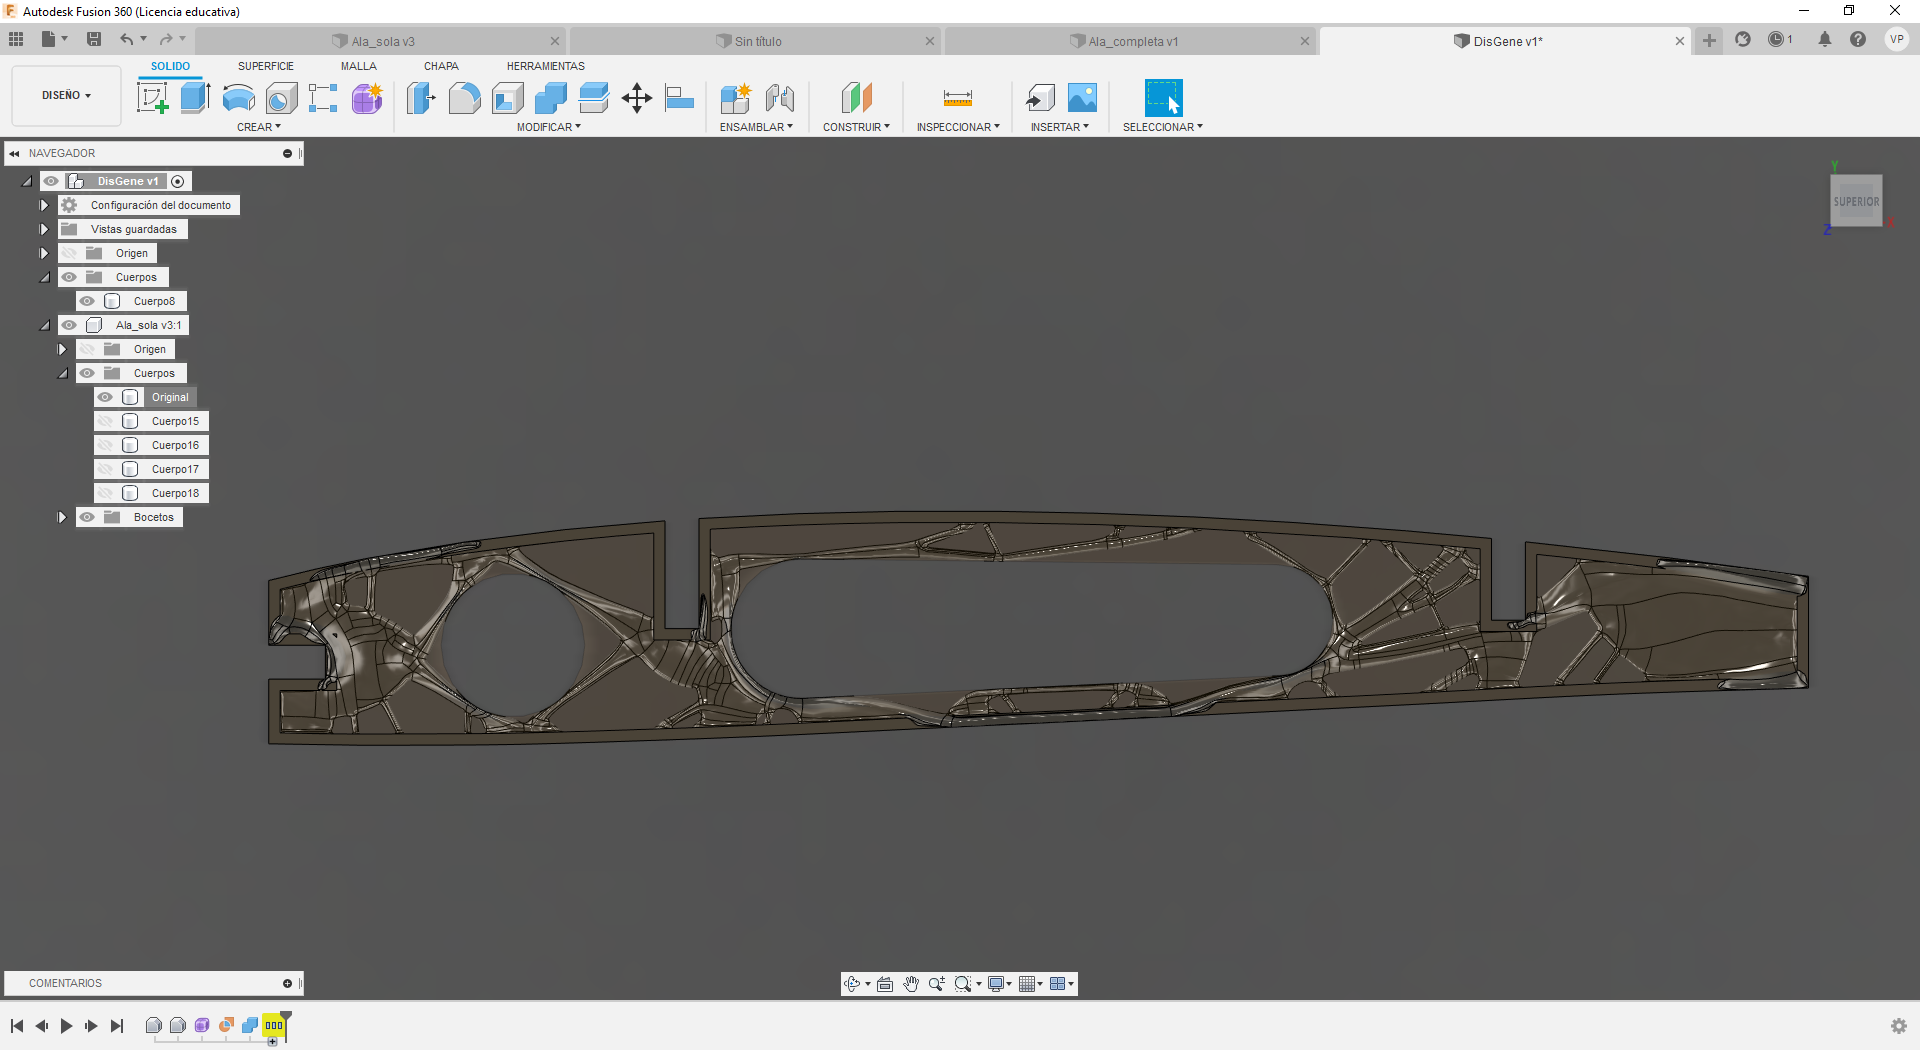 Autodesk Fusion 360 (Licencia educativa)
Ala_sola v3
Sin título
Ala_completa v1
DisGene v1*
1
VP
DISEÑO
SOLIDO
SUPERFICIE
MALLA
CHAPA
HERRAMIENTAS
CREAR
MODIFICAR
ENSAMBLAR
CONSTRUIR
INSPECCIONAR
INSERTAR
SELECCIONAR
NAVEGADOR
DisGene v1
Configuración del documento
Vistas guardadas
Origen
Cuerpos
Cuerpo8
Ala_sola v3:1
Origen
Cuerpos
Original
Cuerpo15
Cuerpo16
Cuerpo17
Cuerpo18
Bocetos
Y
SUPERIOR
X
Z
COMENTARIOS